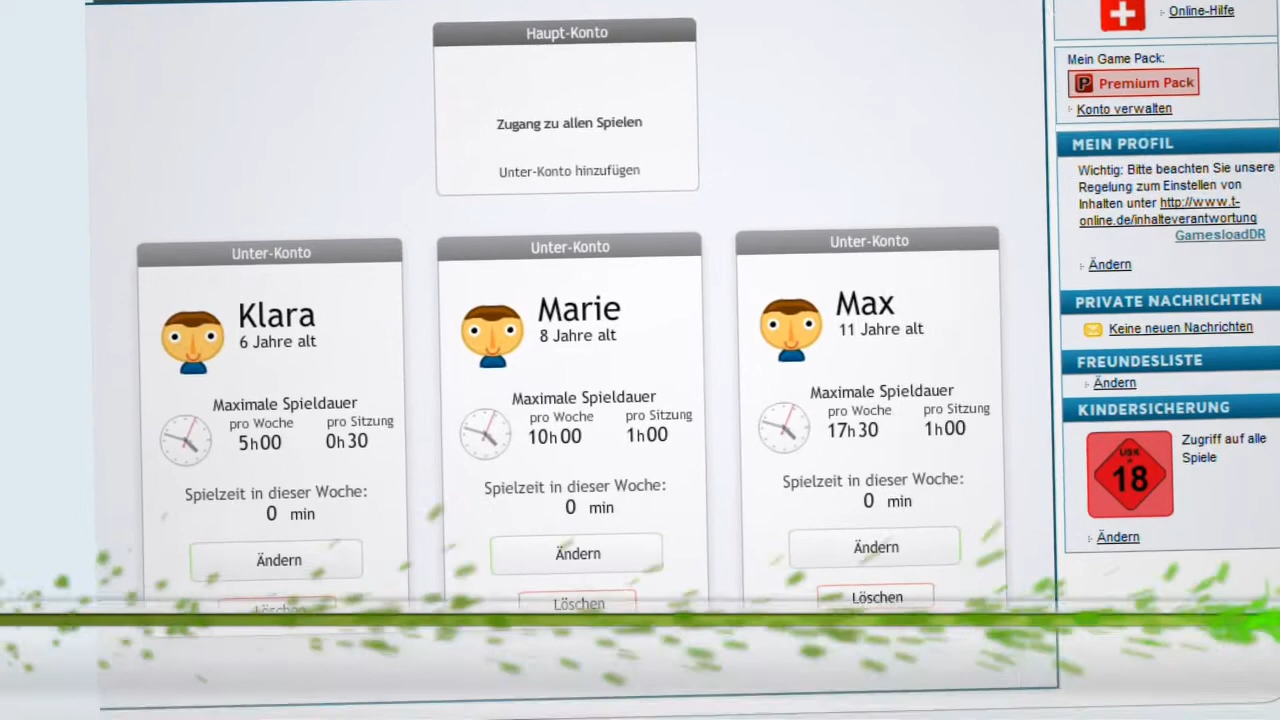 Haupt-Konto
Zugang zu allen Spielen
Unter-Konto hinzufügen
Unter-Konto
Klara
6 Jahre alt
Maximale Spieldauer
pro Woche
pro Sitzung
5h00
0h30
Spielzeit in dieser Woche:
0 min
Ändern
Löschen
Unter-Konto
Marie
8 Jahre alt
Maximale Spieldauer
pro Woche
pro Sitzung
10h00
1h00
Spielzeit in dieser Woche:
0 min
Ändern
Löschen
Unter-Konto
Max
11 Jahre alt
Maximale Spieldauer
pro Woche
pro Sitzung
17h30
1h00
Spielzeit in dieser Woche:
0 min
Ändern
Löschen
Online-Hilfe
Mein Game Pack:
P Premium Pack
Konto verwalten
MEIN PROFIL
Wichtig: Bitte beachten Sie unsere
Regelung zum Einstellen von
Inhalten unter http://www.t-
online.de/inhalteverantwortung
GamesloadDR
Ändern
PRIVATE NACHRICHTEN
Keine neuen Nachrichten
FREUNDESLISTE
Ändern
KINDERSICHERUNG
USK
18
Zugriff auf alle
Spiele
Ändern